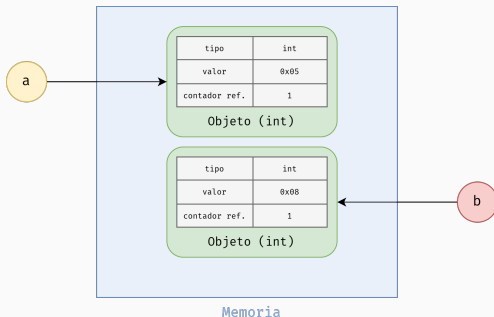 tipo int
valor 0x05
contador ref. 1
Objeto (int)
a
tipo int
valor 0x08
contador ref. 1
Objeto (int)
b
Memoria